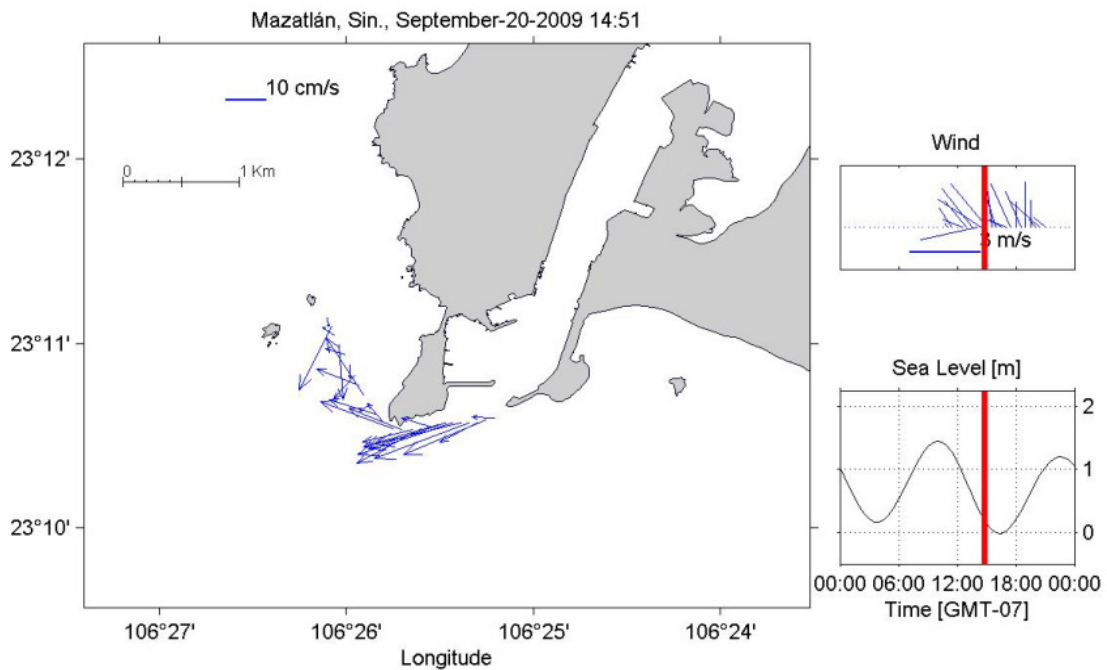 Mazatlán, Sin., September-20-2009 14:51
10 cm/s
0 1 Km
23°12'
23°11'
23°10'
106°27' 106°26' 106°25' 106°24'
Longitude
Wind
3 m/s
Sea Level [m]
2
1
0
00:00 06:00 12:00 18:00 00:00
Time [GMT-07]